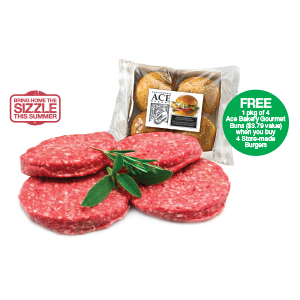 BRING HOME THE
SIZZLE
THIS SUMMER
ACE
FREE
1 pkg of 4
Ace Bakery Gourmet
Buns ($3.79 value)
when you buy
4 Store-made
Burgers